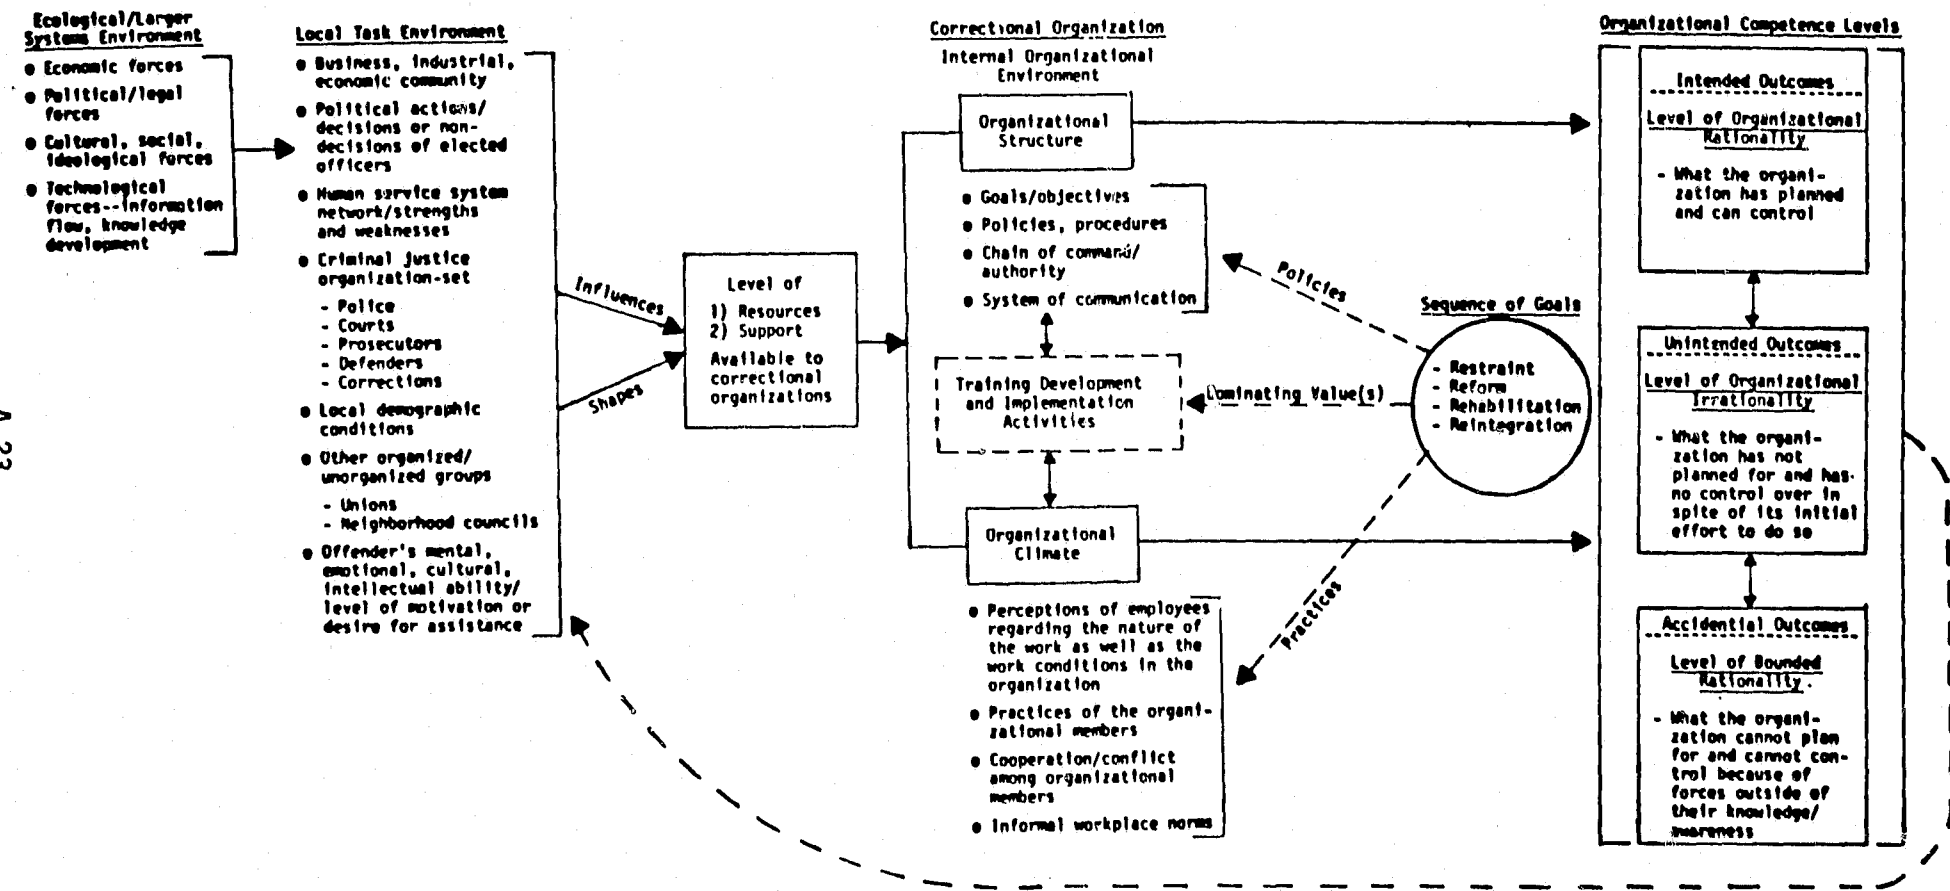 Ecological/Larger
Systems Environment
● Economic forces
● Political/legal
forces
● Cultural, social,
ideological forces
● Technological
forces--information
flow, knowledge
development
Local Task Environment
● Business, industrial,
economic community
● Political actions/
decisions or non-
decisions of elected
officers
● Human service system
network/strengths
and weaknesses
● Criminal justice
organization-set
- Police
- Courts
- Prosecutors
- Defenders
- Corrections
● Local demographic
conditions
● Other organized/
unorganized groups
- Unions
- Neighborhood councils
● Offender's mental,
emotional, cultural,
intellectual ability/
level of motivation or
desire for assistance
Influences
Shapes
Level of
1) Resources
2) Support
Available to
correctional
organizations
Correctional Organization
Internal Organizational
Environment
Organizational
Structure
● Goals/objectives
● Policies, procedures
● Chain of command/
authority
● System of communication
Training Development
and Implementation
Activities
Organizational
Climate
● Perceptions of employees
regarding the nature of
the work as well as the
work conditions in the
organization
● Practices of the organi-
zational members
● Cooperation/conflict
among organizational
members
● Informal workplace norms
Policies
Dominating Value(s)
Practices
Sequence of Goals
- Restraint
- Reform
- Rehabilitation
- Reintegration
Organizational Competence Levels
Intended Outcomes
Level of Organizational
Rationality
- What the organi-
zation has planned
and can control
Unintended Outcomes
Level of Organizational
Irrationality
- What the organi-
zation has not
planned for and has
no control over in
spite of its initial
effort to do so
Accidential Outcomes
Level of Bounded
Rationality
- What the organi-
zation cannot plan
for and cannot con-
trol because of
forces outside of
their knowledge/
awareness